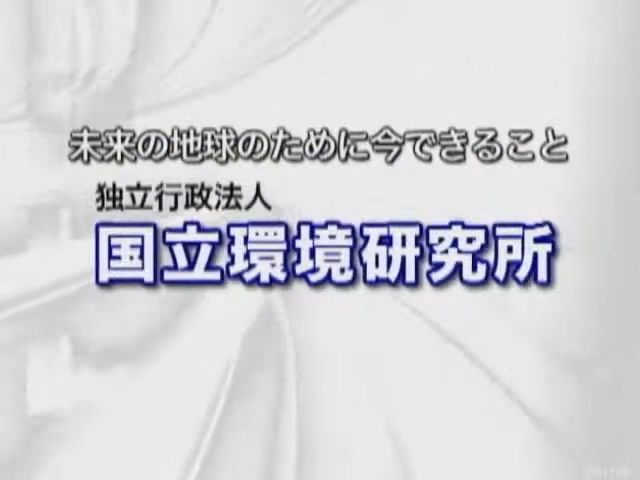 未来の地球のために今できること
独立行政法人
国立環境研究所